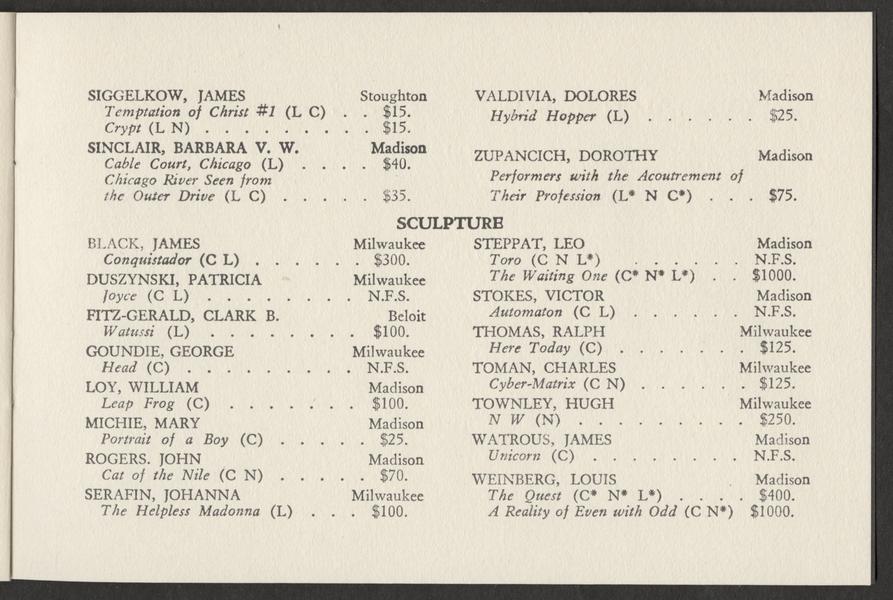 SIGGELKOW, JAMES Stoughton
Temptation of Christ #1 (L C) . . $15.
Crypt (L N) . . . . . . . . . $15.
SINCLAIR, BARBARA V. W. Madison
Cable Court, Chicago (L) . . . . $40.
Chicago River Seen from
the Outer Drive (L C) . . . . . $35.
VALDIVIA, DOLORES Madison
Hybrid Hopper (L) . . . . . . $25.
ZUPANCICH, DOROTHY Madison
Performers with the Acoutrement of
Their Profession (L* N C*) . . . $75.
SCULPTURE
BLACK, JAMES Milwaukee
Conquistador (C L) . . . . . . $300.
DUSZYNSKI, PATRICIA Milwaukee
Joyce (C L) . . . . . . . . N.F.S.
FITZ-GERALD, CLARK B. Beloit
Watussi (L) . . . . . . . . $100.
GOUNDIE, GEORGE Milwaukee
Head (C) . . . . . . . . . N.F.S.
LOY, WILLIAM Madison
Leap Frog (C) . . . . . . . $100.
MICHIE, MARY Madison
Portrait of a Boy (C) . . . . . $25.
ROGERS. JOHN Madison
Cat of the Nile (C N) . . . . . $70.
SERAFIN, JOHANNA Milwaukee
The Helpless Madonna (L) . . . $100.
STEPPAT, LEO Madison
Toro (C N L*) . . . . . . N.F.S.
The Waiting One (C* N* L*) . . $1000.
STOKES, VICTOR Madison
Automaton (C L) . . . . . . N.F.S.
THOMAS, RALPH Milwaukee
Here Today (C) . . . . . . . $125.
TOMAN, CHARLES Milwaukee
Cyber-Matrix (C N) . . . . . . $125.
TOWNLEY, HUGH Milwaukee
N W (N) . . . . . . . . . $250.
WATROUS, JAMES Madison
Unicorn (C) . . . . . . . . N.F.S.
WEINBERG, LOUIS Madison
The Quest (C* N* L*) . . . . $400.
A Reality of Even with Odd (C N*) $1000.